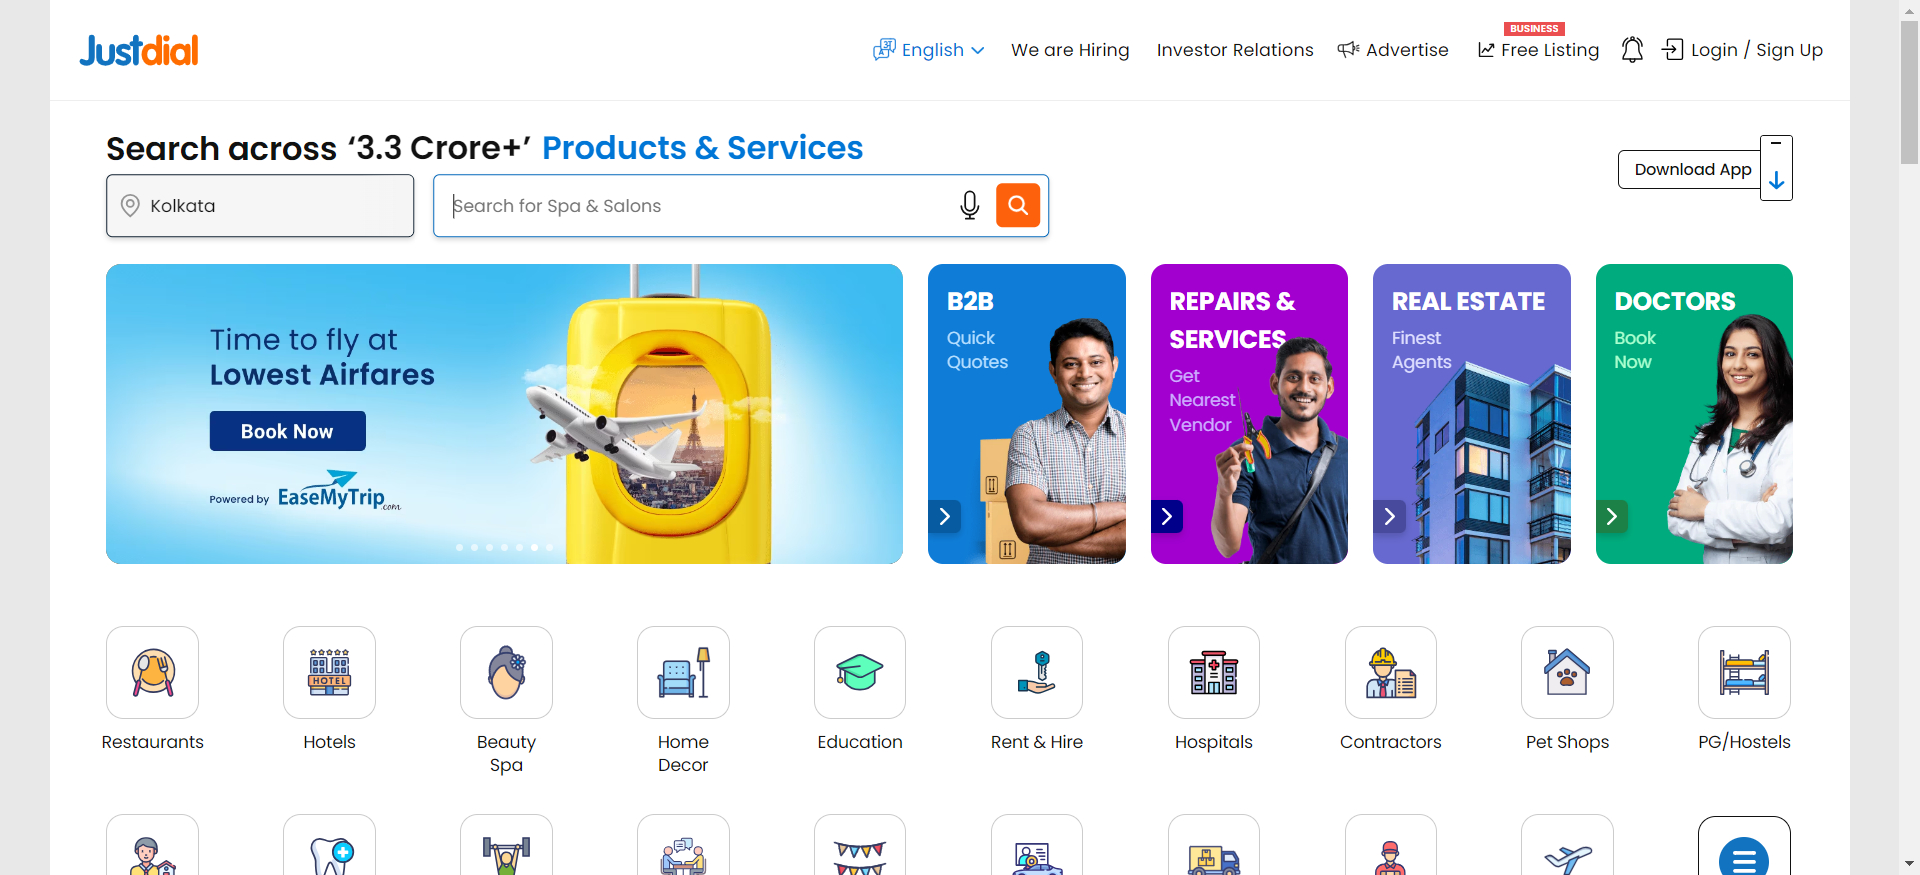 Justdial
English
We are Hiring
Investor Relations
Advertise
BUSINESS
Free Listing
Login / Sign Up
Search across ‘3.3 Crore+’ Products & Services
Download App
Kolkata
Search for Spa & Salons
Time to fly at
Lowest Airfares
Book Now
Powered by EaseMyTrip.com
B2B
Quick
Quotes
REPAIRS &
SERVICES
Get
Nearest
Vendor
REAL ESTATE
Finest
Agents
DOCTORS
Book
Now
HOTEL
Restaurants
Hotels
Beauty
Spa
Home
Decor
Education
Rent & Hire
Hospitals
Contractors
Pet Shops
PG/Hostels